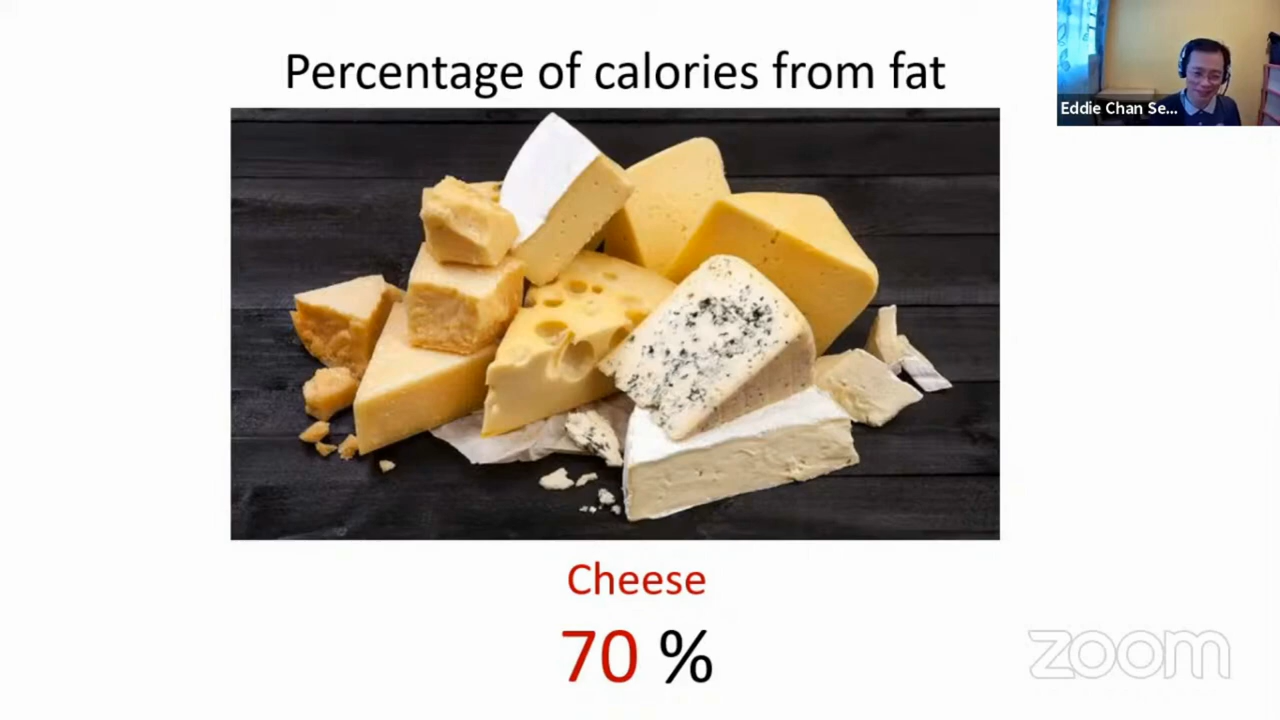 Percentage of calories from fat
Eddie Chan Se...
Cheese
70 %
zoom